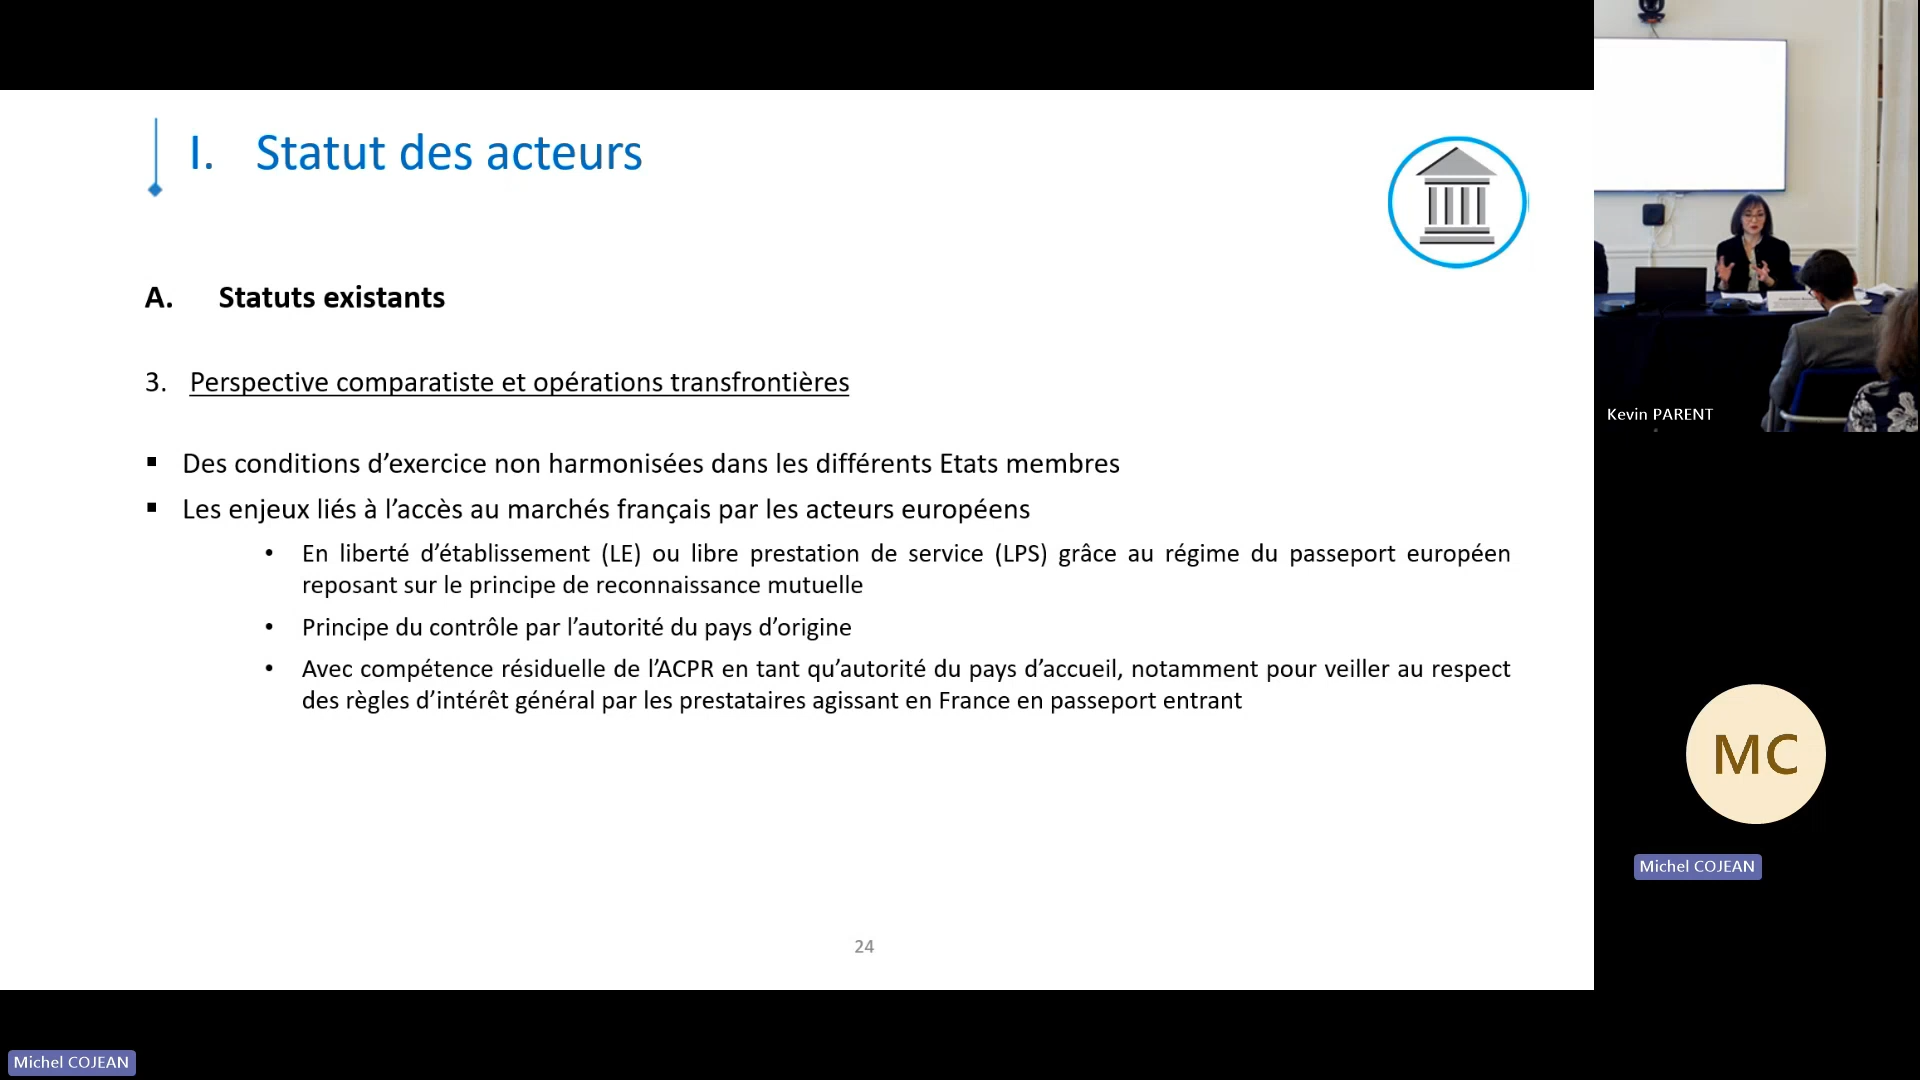 I. Statut des acteurs
A. Statuts existants
3. Perspective comparatiste et opérations transfrontières
▪ Des conditions d’exercice non harmonisées dans les différents Etats membres
▪ Les enjeux liés à l’accès au marchés français par les acteurs européens
• En liberté d’établissement (LE) ou libre prestation de service (LPS) grâce au régime du passeport européen
reposant sur le principe de reconnaissance mutuelle
• Principe du contrôle par l’autorité du pays d’origine
• Avec compétence résiduelle de l’ACPR en tant qu’autorité du pays d’accueil, notamment pour veiller au respect
des règles d’intérêt général par les prestataires agissant en France en passeport entrant
24
Kevin PARENT
MC
Michel COJEAN
Michel COJEAN